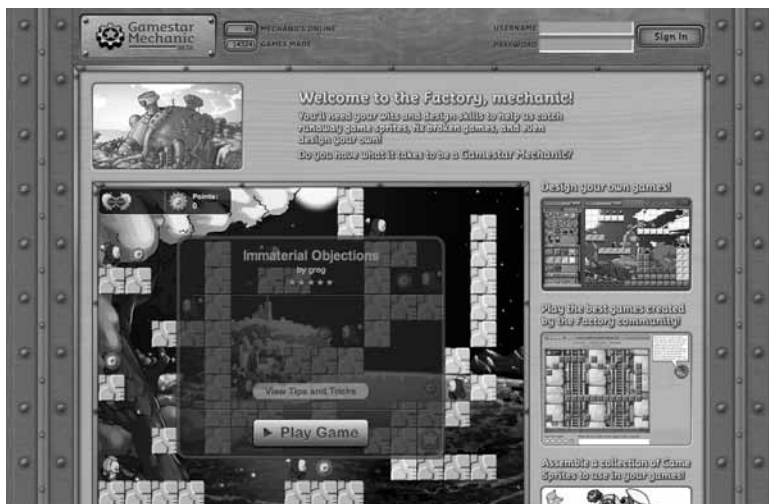 Gamestar
Mechanic
BETA
MECHANICS ONLINE
GAMES MADE
USERNAME
PASSWORD
Sign In
Welcome to the Factory, mechanic!
You'll need your wits and design skills to help us catch
runaway game sprites, fix broken games, and even
design your own!
Do you have what it takes to be a Gamestar Mechanic?
Points:
0
Immaterial Objections
by greg
View Tips and Tricks
Play Game
Design your own games!
Play the best games created
by the Factory community!
Assemble a collection of Game
Sprites to use in your games!